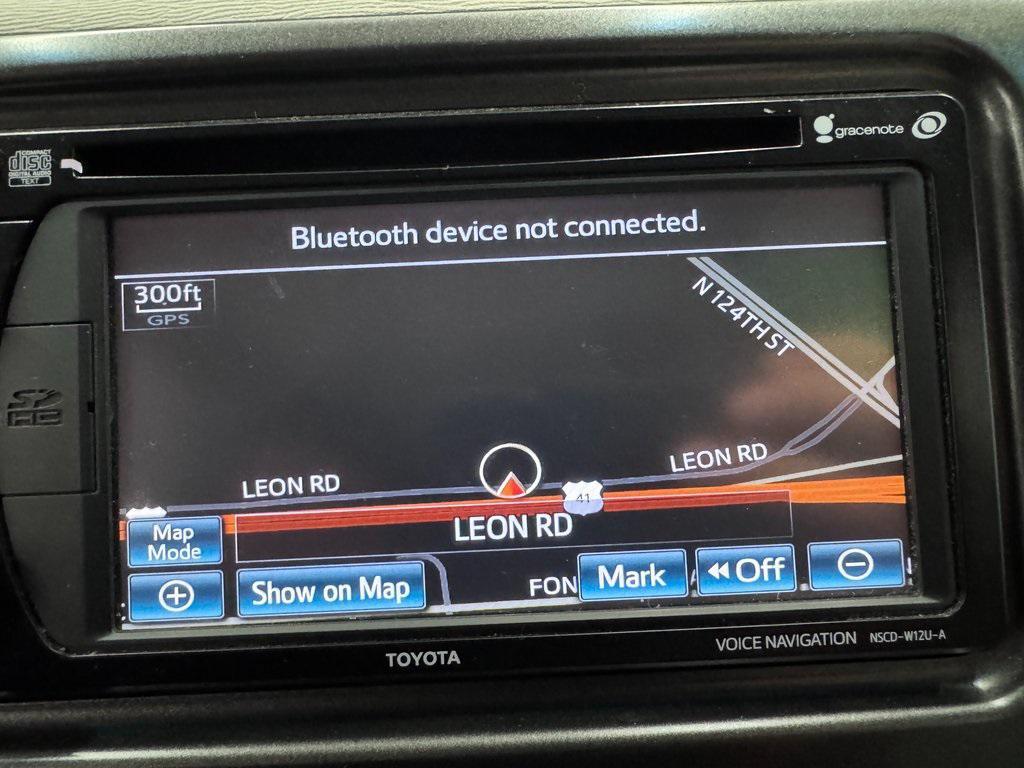 gracenote
COMPACT
disc
DIGITAL AUDIO
TEXT
Bluetooth device not connected.
300ft
GPS
N 124TH ST
LEON RD
LEON RD
41
LEON RD
Map
Mode
Show on Map
FON
Mark
Off
HC
VOICE NAVIGATION NSCD-W12U-A
TOYOTA